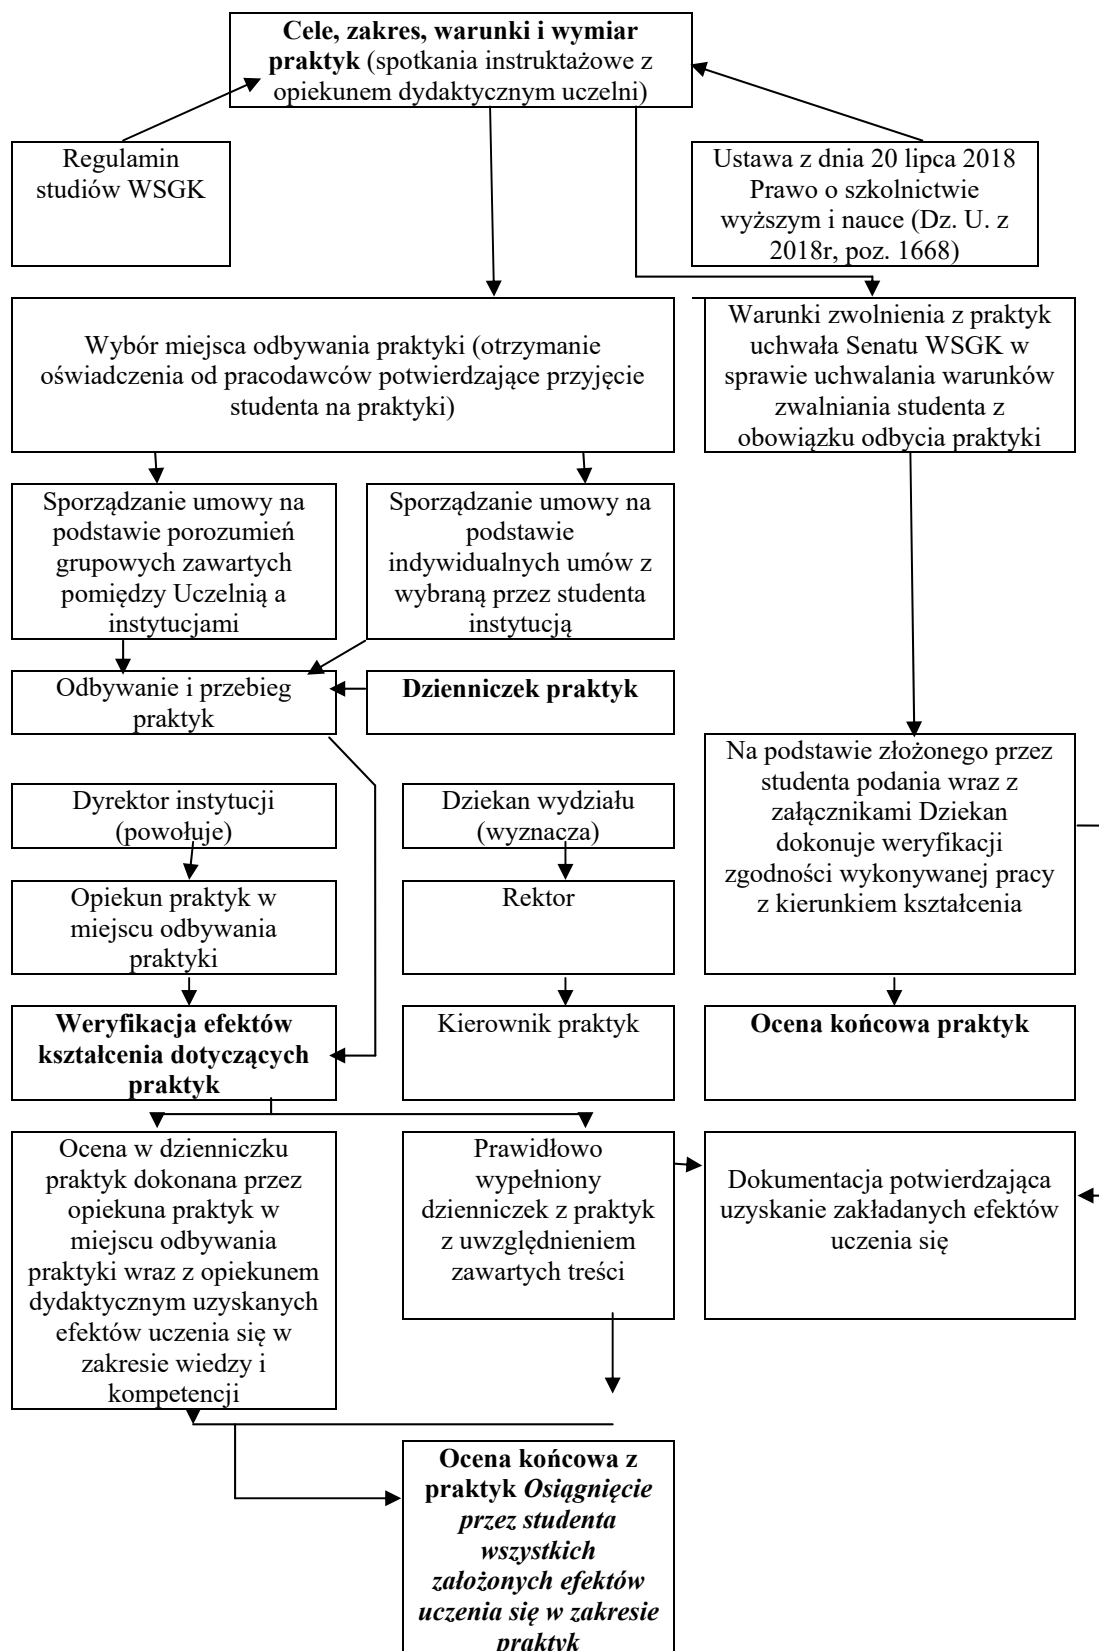 Cele, zakres, warunki i wymiar
praktyk (spotkania instruktażowe z
opiekunem dydaktycznym uczelni)
Regulamin
studiów WSGK
Ustawa z dnia 20 lipca 2018
Prawo o szkolnictwie
wyższym i nauce (Dz. U. z
2018r, poz. 1668)
Wybór miejsca odbywania praktyki (otrzymanie
oświadczenia od pracodawców potwierdzające przyjęcie
studenta na praktyki)
Warunki zwolnienia z praktyk
uchwała Senatu WSGK w
sprawie uchwalania warunków
zwalniania studenta z
obowiązku odbycia praktyki
Sporządzanie umowy na
podstawie porozumień
grupowych zawartych
pomiędzy Uczelnią a
instytucjami
Sporządzanie umowy na
podstawie
indywidualnych umów z
wybraną przez studenta
instytucją
Odbywanie i przebieg
praktyk
Dzienniczek praktyk
Na podstawie złożonego przez
studenta podania wraz z
załącznikami Dziekan
dokonuje weryfikacji
zgodności wykonywanej pracy
z kierunkiem kształcenia
Dyrektor instytucji
(powołuje)
Dziekan wydziału
(wyznacza)
Opiekun praktyk w
miejscu odbywania
praktyki
Rektor
Weryfikacja efektów
kształcenia dotyczących
praktyk
Kierownik praktyk
Ocena końcowa praktyk
Ocena w dzienniczku
praktyk dokonana przez
opiekuna praktyk w
miejscu odbywania
praktyki wraz z opiekunem
dydaktycznym uzyskanych
efektów uczenia się w
zakresie wiedzy i
kompetencji
Prawidłowo
wypełniony
dzienniczek z praktyk
z uwzględnieniem
zawartych treści
Dokumentacja potwierdzająca
uzyskanie zakładanych efektów
uczenia się
Ocena końcowa z
praktyk Osiągnięcie
przez studenta
wszystkich
założonych efektów
uczenia się w zakresie
praktyk